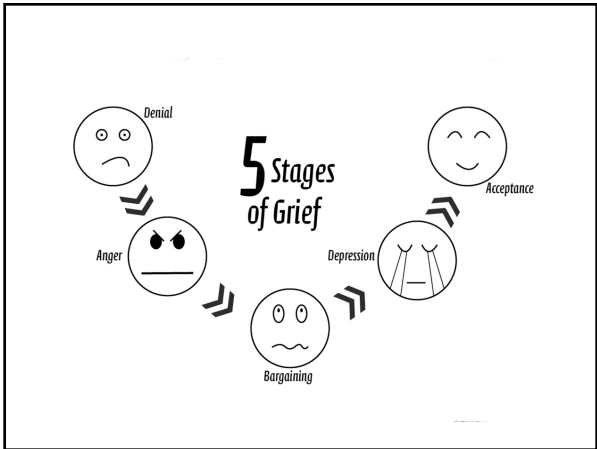 Denial
5 Stages
of Grief
Acceptance
Anger
Depression
Bargaining